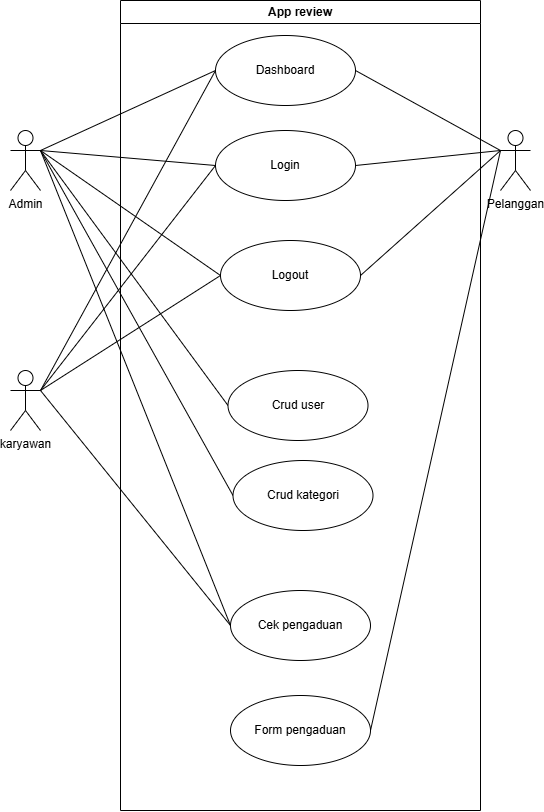 App review
Dashboard
Login
Admin
Pelanggan
Logout
Crud user
karyawan
Crud kategori
Cek pengaduan
Form pengaduan